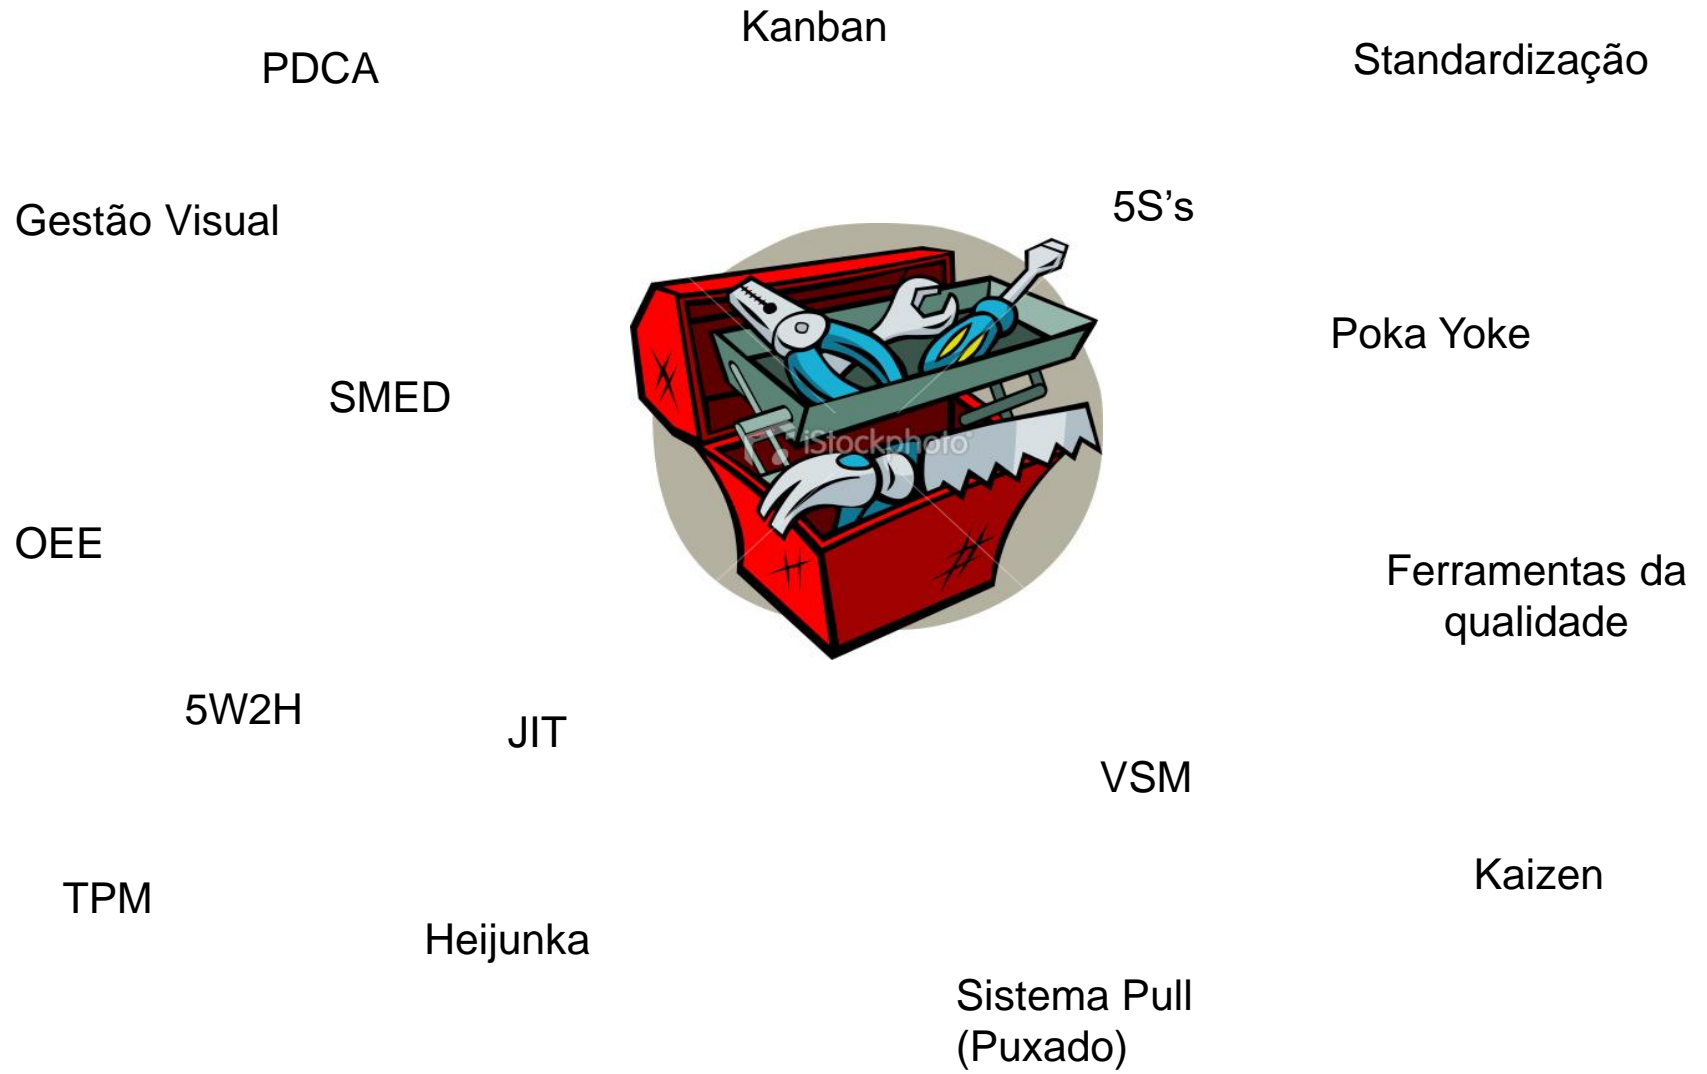 Kanban
PDCA
Standardização
5S’s
Gestão Visual
Poka Yoke
SMED
iStockphoto
OEE
Ferramentas da
qualidade
5W2H
JIT
VSM
Kaizen
TPM
Heijunka
Sistema Pull
(Puxado)